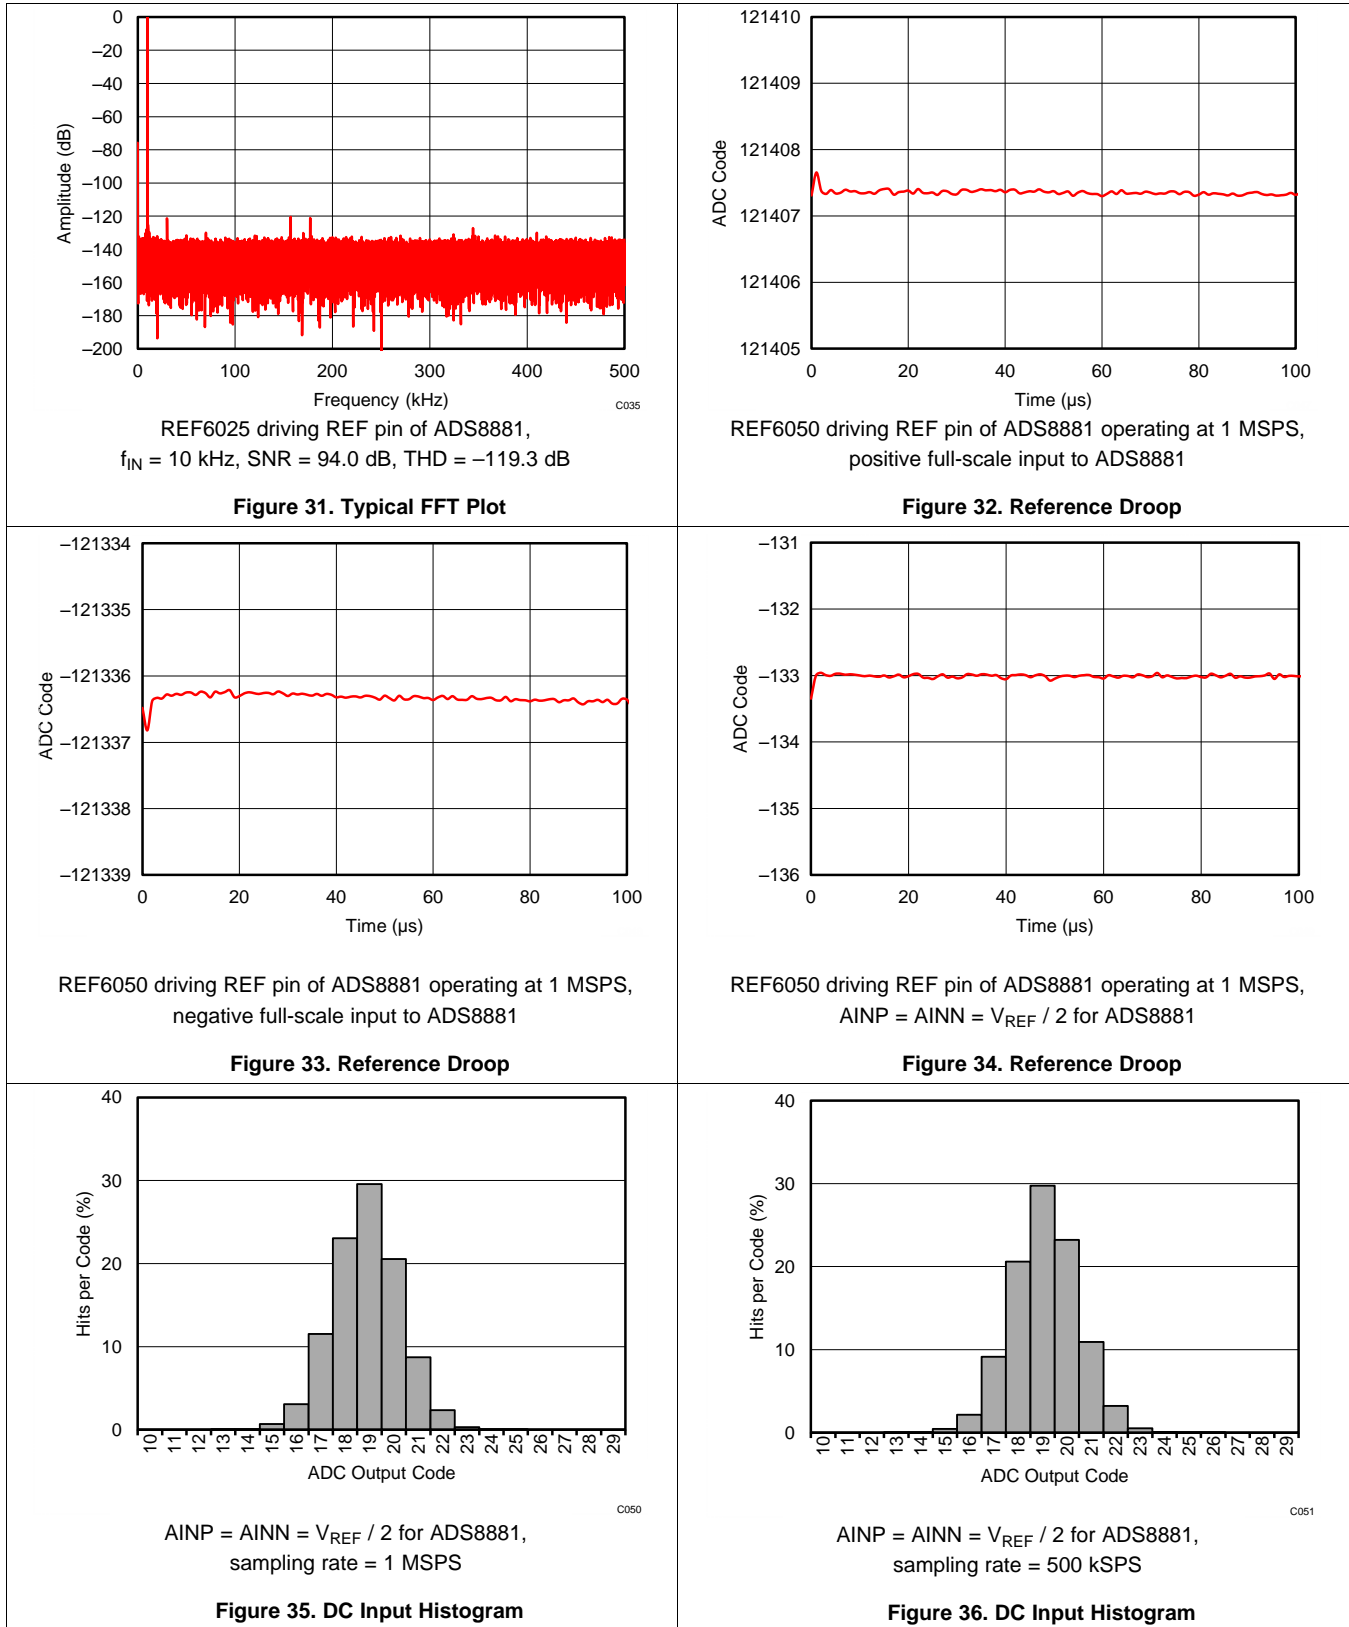 0
–20
–40
–60
–80
–100
–120
–140
–160
–180
–200
Amplitude (dB)
0 100 200 300 400 500
Frequency (kHz)
C035
REF6025 driving REF pin of ADS8881,
fIN = 10 kHz, SNR = 94.0 dB, THD = –119.3 dB
Figure 31. Typical FFT Plot
121410
121409
121408
121407
121406
121405
ADC Code
0 20 40 60 80 100
Time (µs)
REF6050 driving REF pin of ADS8881 operating at 1 MSPS,
positive full-scale input to ADS8881
Figure 32. Reference Droop
–121334
–121335
–121336
–121337
–121338
–121339
ADC Code
0 20 40 60 80 100
Time (µs)
REF6050 driving REF pin of ADS8881 operating at 1 MSPS,
negative full-scale input to ADS8881
Figure 33. Reference Droop
–131
–132
–133
–134
–135
–136
ADC Code
0 20 40 60 80 100
Time (µs)
REF6050 driving REF pin of ADS8881 operating at 1 MSPS,
AINP = AINN = VREF / 2 for ADS8881
Figure 34. Reference Droop
40
30
20
10
0
Hits per Code (%)
10 11 12 13 14 15 16 17 18 19 20 21 22 23 24 25 26 27 28 29
ADC Output Code
C050
AINP = AINN = VREF / 2 for ADS8881,
sampling rate = 1 MSPS
Figure 35. DC Input Histogram
40
30
20
10
0
Hits per Code (%)
10 11 12 13 14 15 16 17 18 19 20 21 22 23 24 25 26 27 28 29
ADC Output Code
C051
AINP = AINN = VREF / 2 for ADS8881,
sampling rate = 500 kSPS
Figure 36. DC Input Histogram